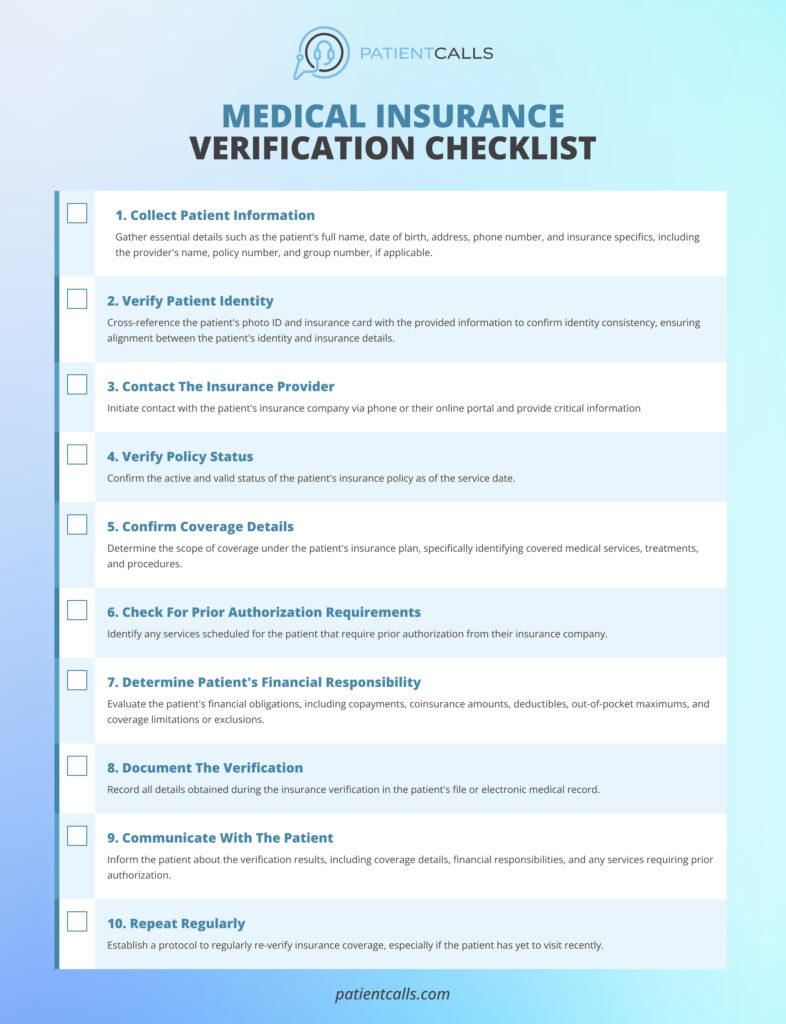 PATIENTCALLS
MEDICAL INSURANCE
VERIFICATION CHECKLIST
1. Collect Patient Information
Gather essential details such as the patient's full name, date of birth, address, phone number, and insurance specifics, including
the provider's name, policy number, and group number, if applicable.
2. Verify Patient Identity
Cross-reference the patient's photo ID and insurance card with the provided information to confirm identity consistency, ensuring
alignment between the patient's identity and insurance details.
3. Contact The Insurance Provider
Initiate contact with the patient's insurance company via phone or their online portal and provide critical information
4. Verify Policy Status
Confirm the active and valid status of the patient's insurance policy as of the service date.
5. Confirm Coverage Details
Determine the scope of coverage under the patient's insurance plan, specifically identifying covered medical services, treatments,
and procedures.
6. Check For Prior Authorization Requirements
Identify any services scheduled for the patient that require prior authorization from their insurance company.
7. Determine Patient's Financial Responsibility
Evaluate the patient's financial obligations, including copayments, coinsurance amounts, deductibles, out-of-pocket maximums, and
coverage limitations or exclusions.
8. Document The Verification
Record all details obtained during the insurance verification in the patient's file or electronic medical record.
9. Communicate With The Patient
Inform the patient about the verification results, including coverage details, financial responsibilities, and any services requiring prior
authorization.
10. Repeat Regularly
Establish a protocol to regularly re-verify insurance coverage, especially if the patient has yet to visit recently.
patientcalls.com